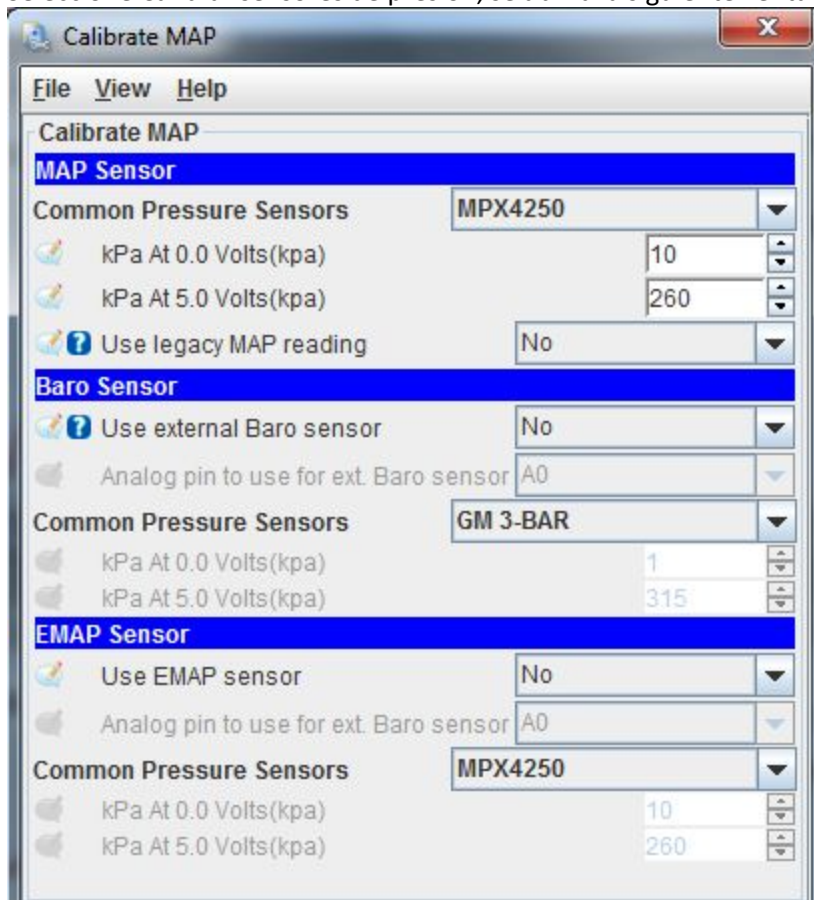 Calibrate MAP
File View Help
Calibrate MAP
MAP Sensor
Common Pressure Sensors MPX4250
kPa At 0.0 Volts(kpa) 10
kPa At 5.0 Volts(kpa) 260
Use legacy MAP reading No
Baro Sensor
Use external Baro sensor No
Analog pin to use for ext. Baro sensor A0
Common Pressure Sensors GM 3-BAR
kPa At 0.0 Volts(kpa) 1
kPa At 5.0 Volts(kpa) 315
EMAP Sensor
Use EMAP sensor No
Analog pin to use for ext. Baro sensor A0
Common Pressure Sensors MPX4250
kPa At 0.0 Volts(kpa) 10
kPa At 5.0 Volts(kpa) 260